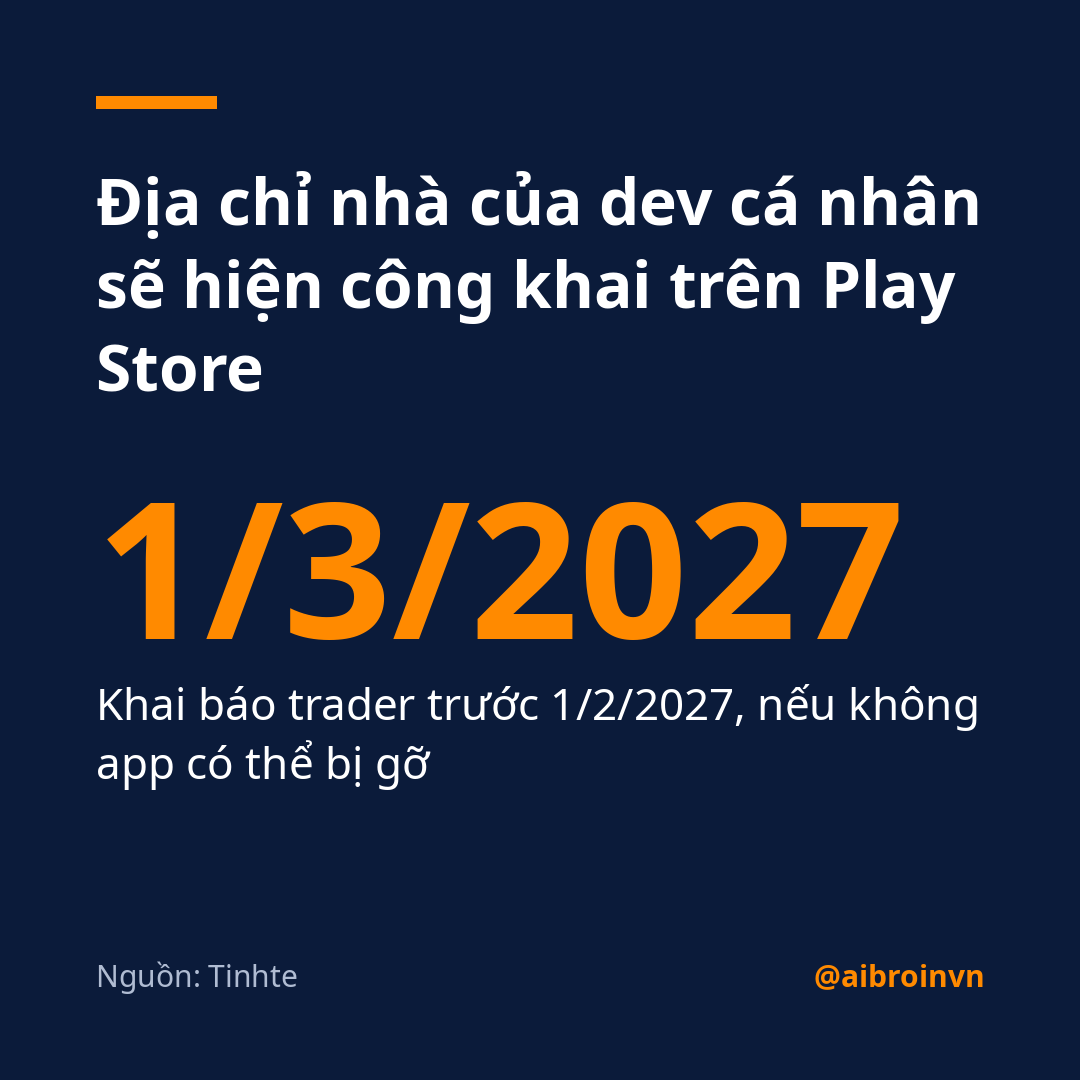 Địa chỉ nhà của dev cá nhân
sẽ hiện công khai trên Play
Store
1/3/2027
Khai báo trader trước 1/2/2027, nếu không
app có thể bị gỡ
Nguồn: Tinhte
@aibroinvn